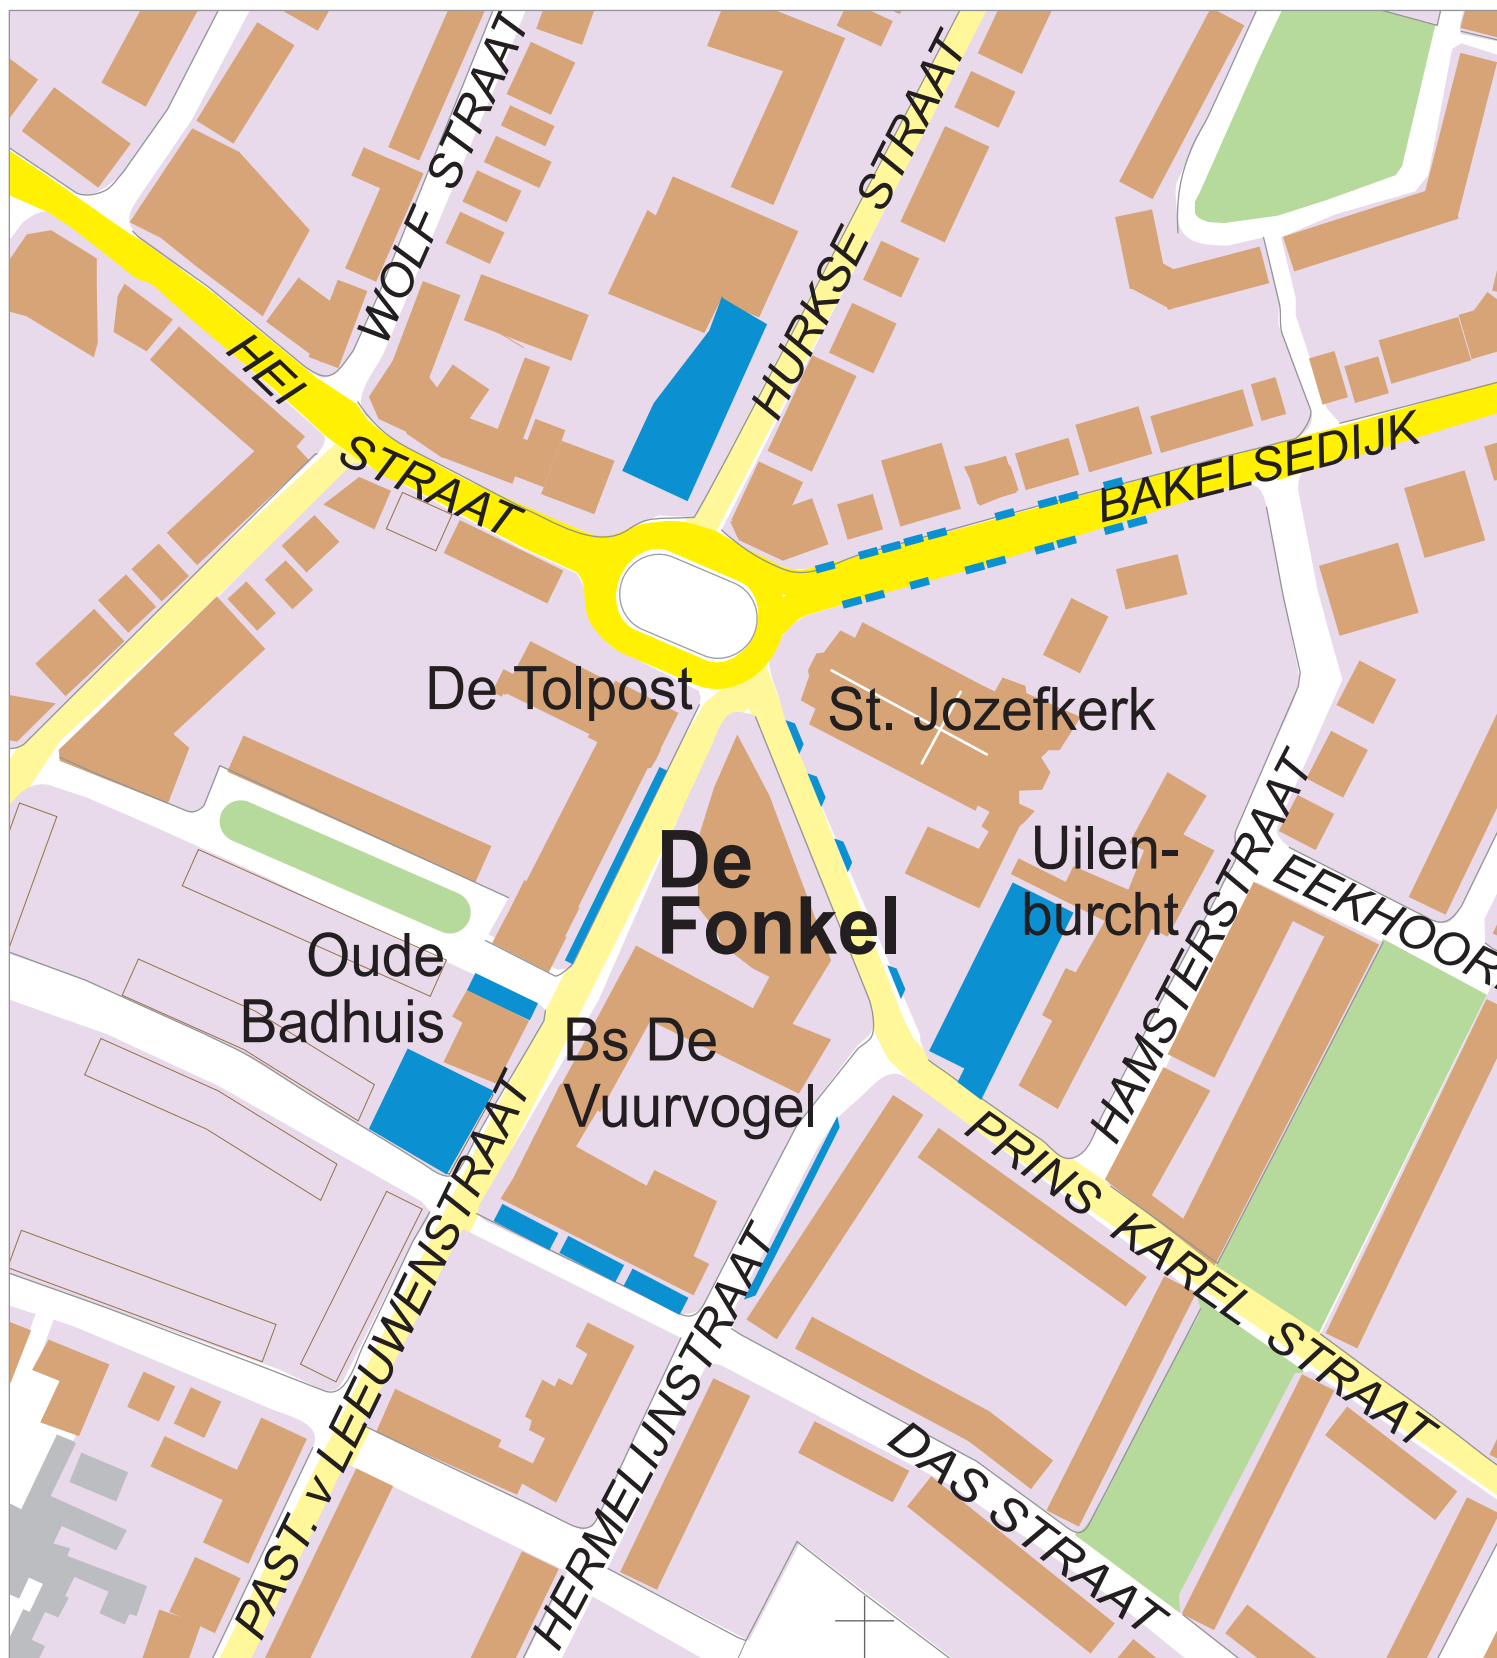 WOLF STRAAT
HURKSE STRAAT
HEI STRAAT
BAKELSEDIJK
De Tolpost
St. Jozefkerk
De
Fonkel
Uilen-
burcht
HAMSTERSTRAAT
EEKHOOR
Oude
Badhuis
Bs De
Vuurvogel
PRINS KAREL STRAAT
PAST. v LEEUWENSTRAAT
HERMELIJNSTRAAT
DAS STRAAT